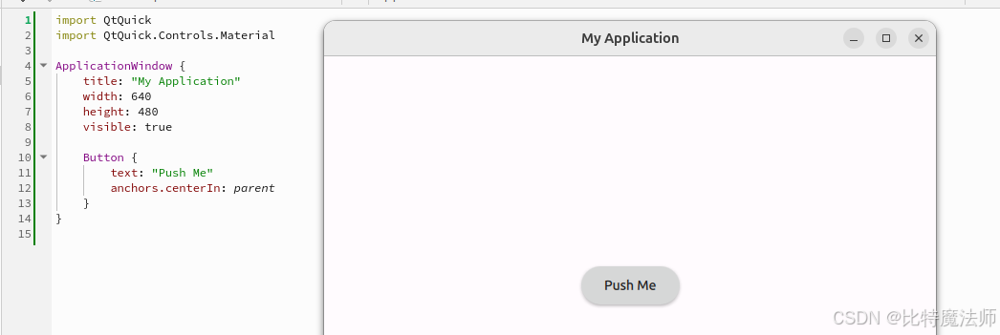 1 import QtQuick
2 import QtQuick.Controls.Material
3
4 ApplicationWindow {
5     title: "My Application"
6     width: 640
7     height: 480
8     visible: true
9
10     Button {
11         text: "Push Me"
12         anchors.centerIn: parent
13     }
14 }
15
My Application
Push Me
CSDN @比特魔法师